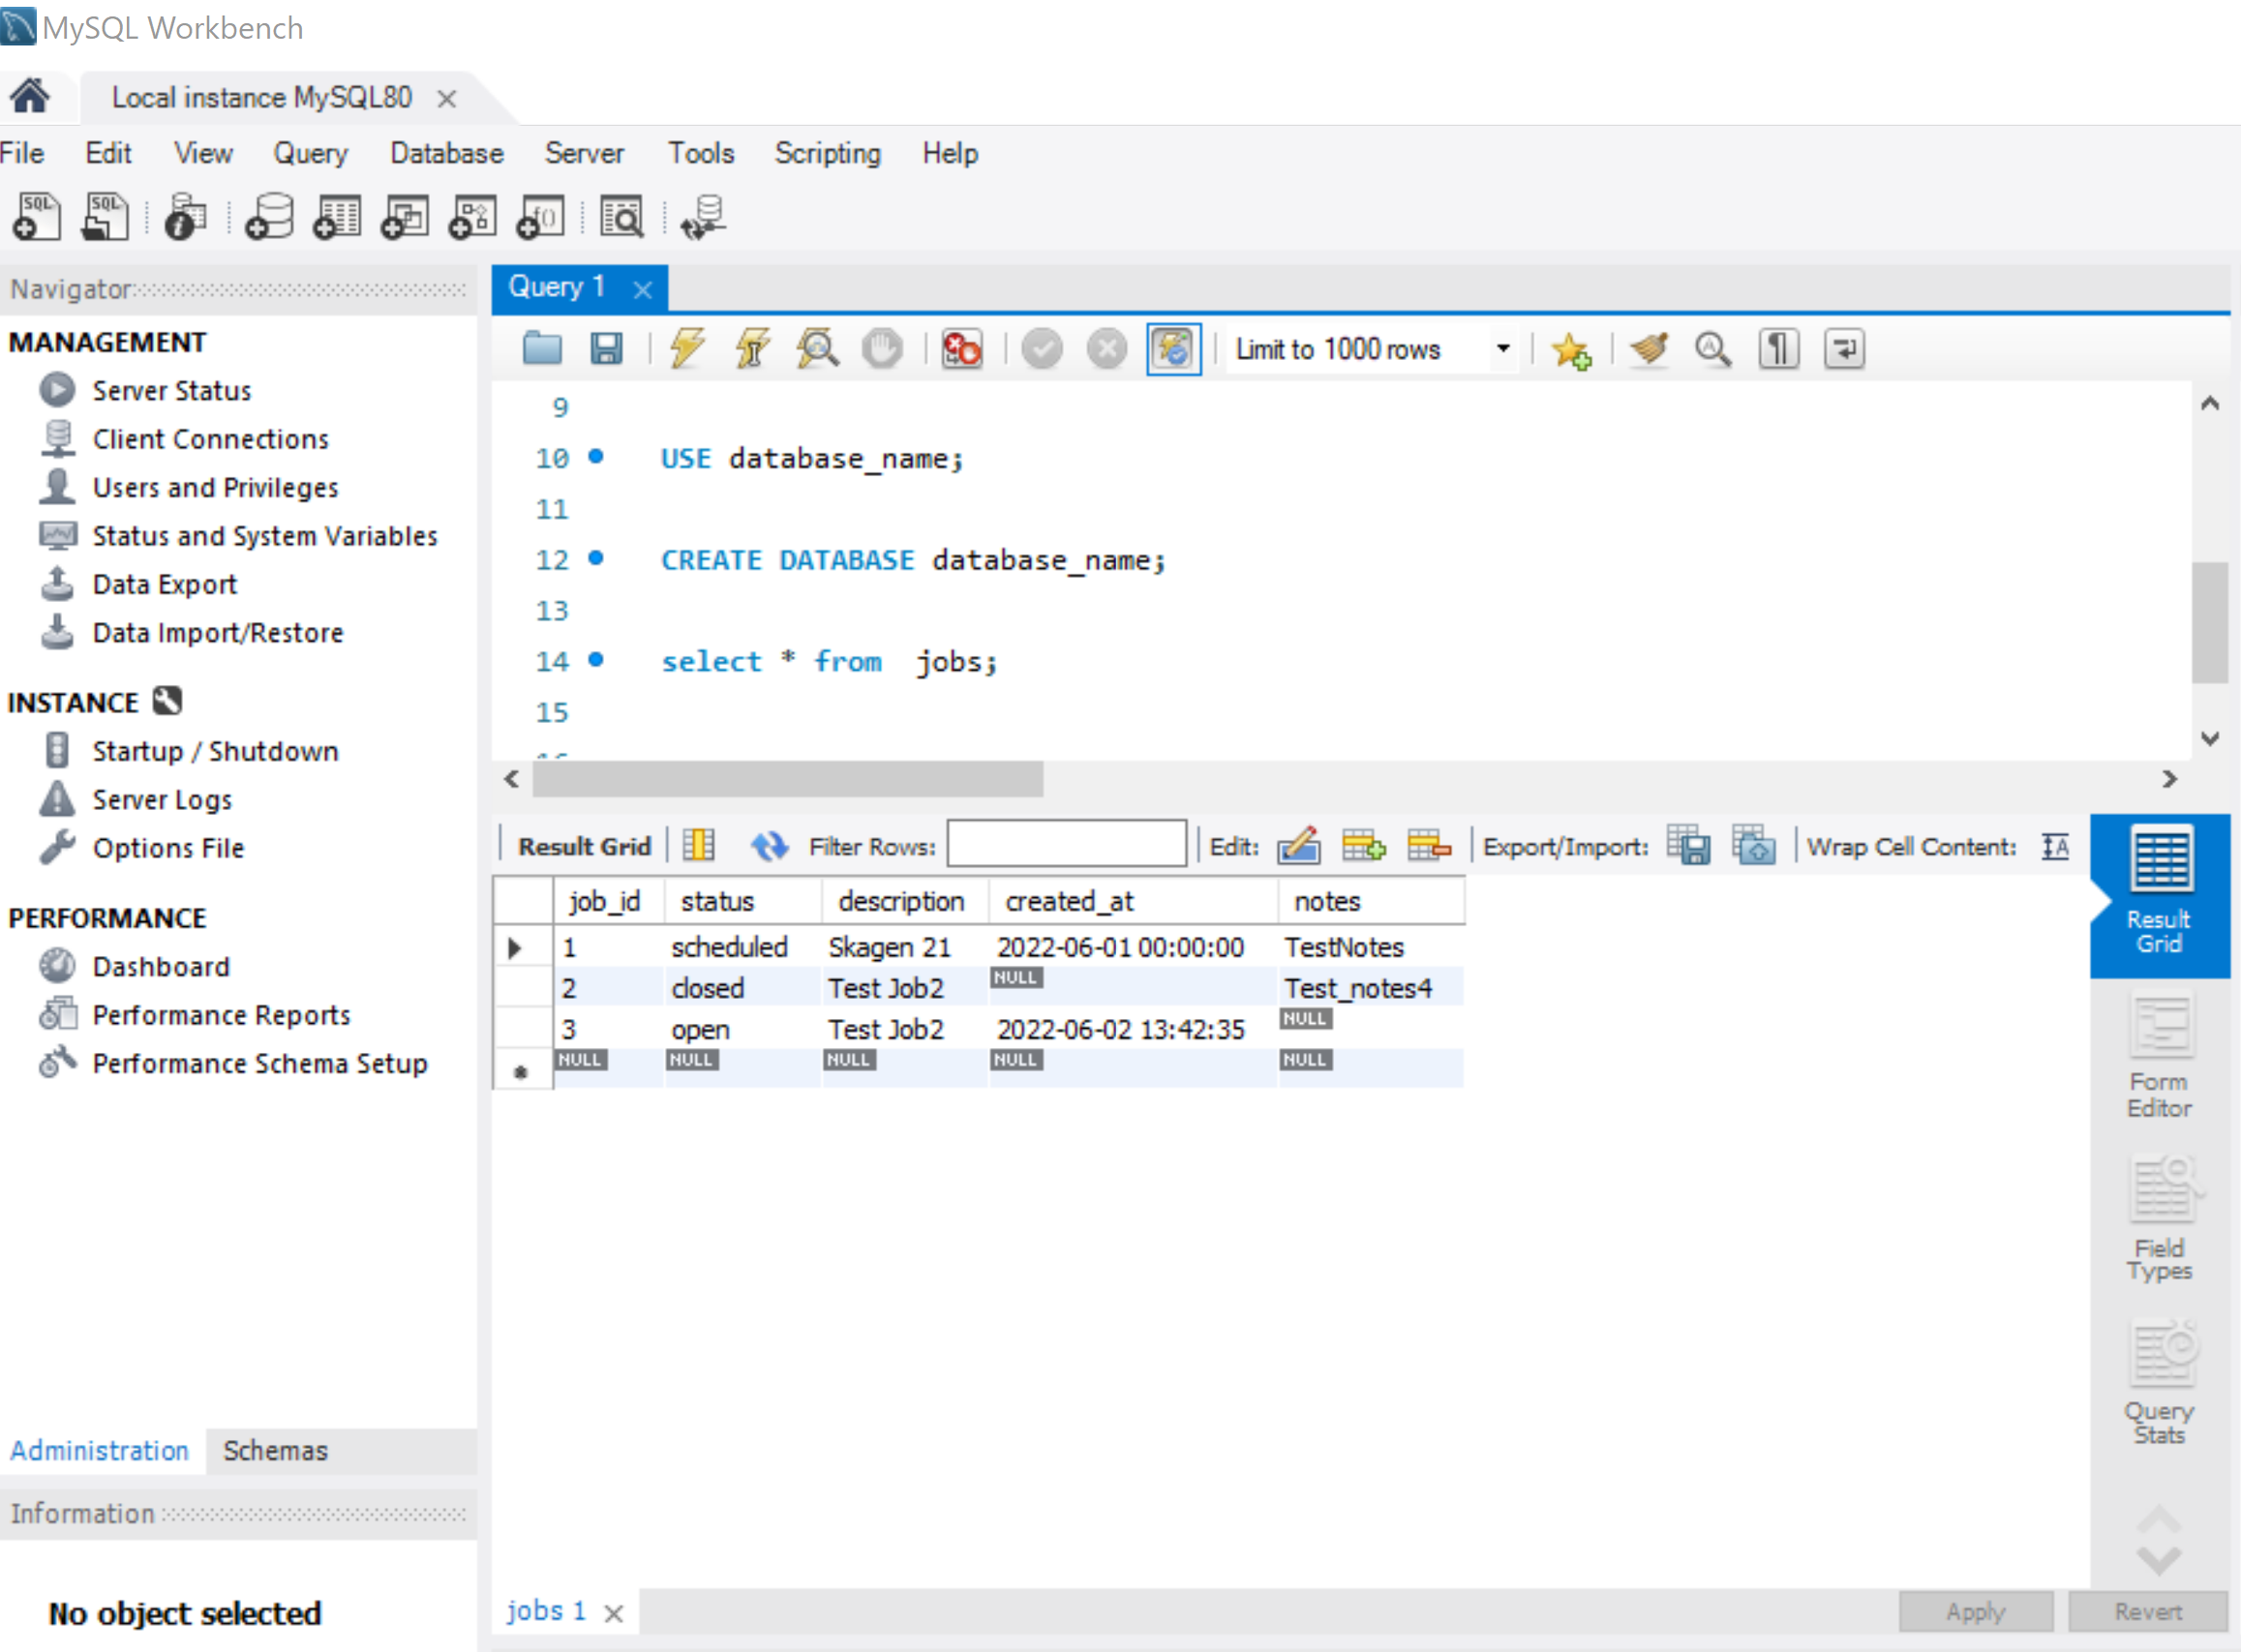 MySQL Workbench
Local instance MySQL80
File Edit View Query Database Server Tools Scripting Help
Navigator
MANAGEMENT
Server Status
Client Connections
Users and Privileges
Status and System Variables
Data Export
Data Import/Restore
INSTANCE
Startup / Shutdown
Server Logs
Options File
PERFORMANCE
Dashboard
Performance Reports
Performance Schema Setup
Administration Schemas
Information
No object selected
Query 1
Limit to 1000 rows
9
10 USE database_name;
11
12 CREATE DATABASE database_name;
13
14 select * from  jobs;
15
Result Grid Filter Rows: Edit: Export/Import: Wrap Cell Content:
job_id status description created_at notes
1 scheduled Skagen 21 2022-06-01 00:00:00 TestNotes
2 closed Test Job2 NULL Test_notes4
3 open Test Job2 2022-06-02 13:42:35 NULL
NULL NULL NULL NULL NULL
Result
Grid
Form
Editor
Field
Types
Query
Stats
jobs 1
Apply Revert